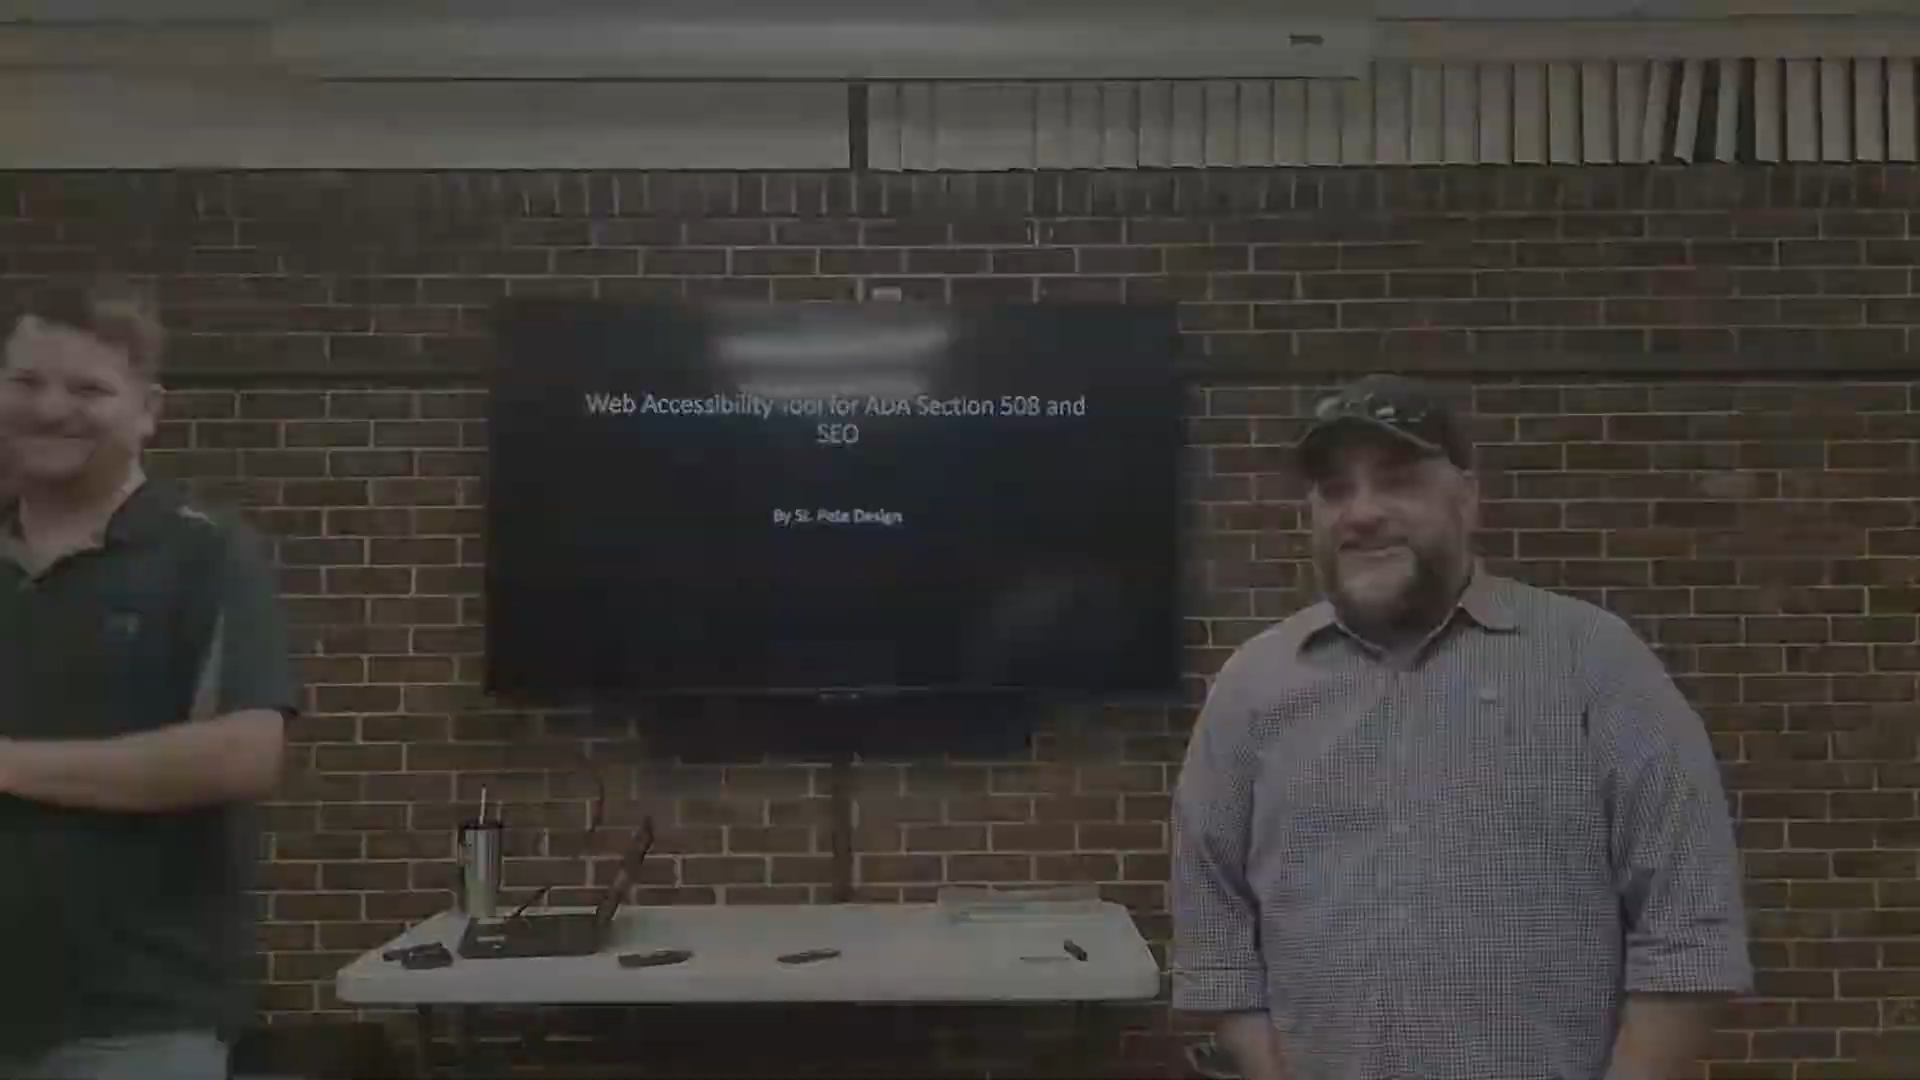 Web Accessibility Tool for ADA Section 508 and
SEO
By St. Pete Design